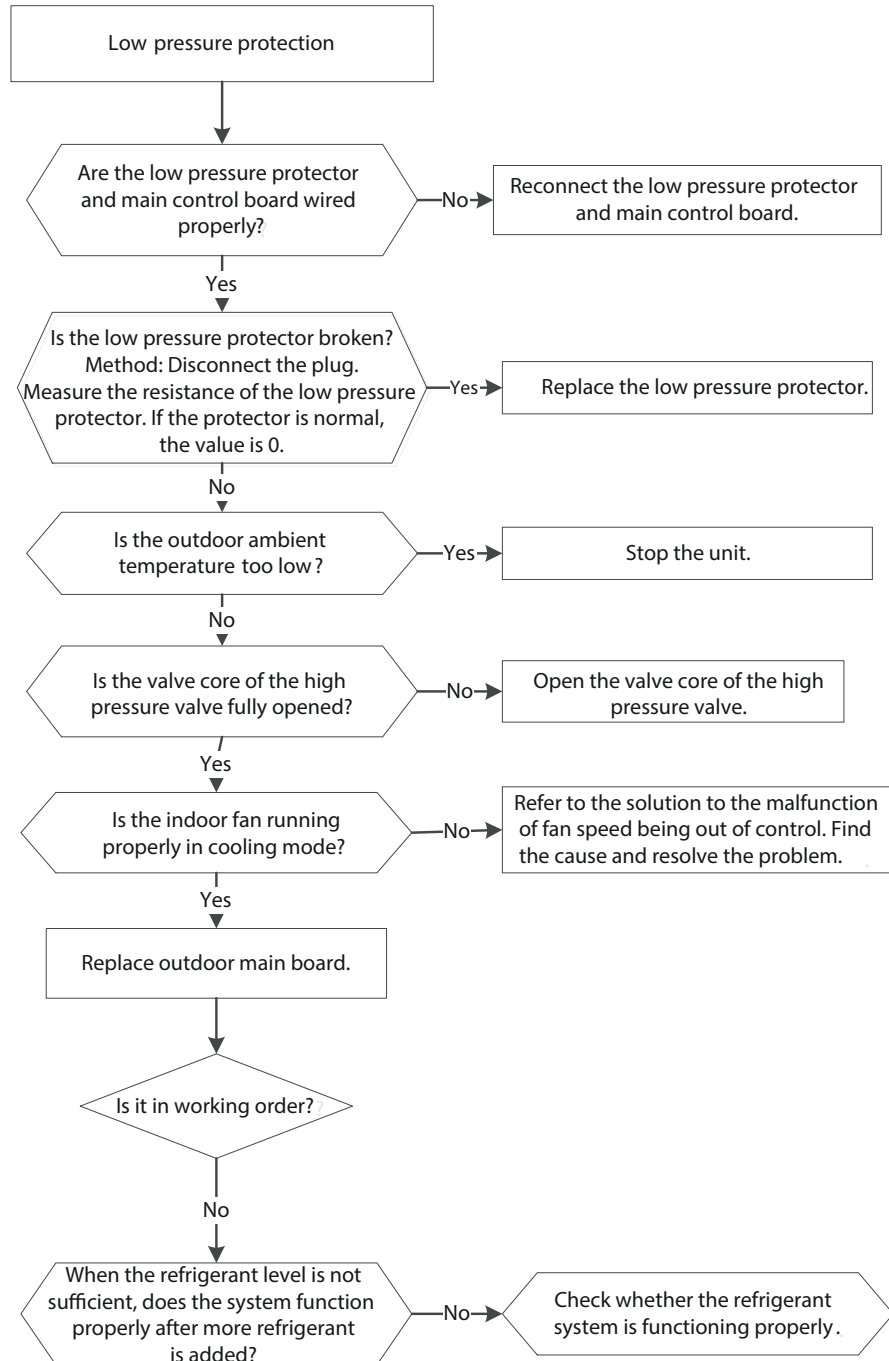 Low pressure protection
Are the low pressure protector
and main control board wired
properly?
No
Reconnect the low pressure protector
and main control board.
Yes
Is the low pressure protector broken?
Method: Disconnect the plug.
Measure the resistance of the low pressure
protector. If the protector is normal,
the value is 0.
Yes
Replace the low pressure protector.
No
Is the outdoor ambient
temperature too low?
Yes
Stop the unit.
No
Is the valve core of the high
pressure valve fully opened?
No
Open the valve core of the high
pressure valve.
Yes
Is the indoor fan running
properly in cooling mode?
No
Refer to the solution to the malfunction
of fan speed being out of control. Find
the cause and resolve the problem.
Yes
Replace outdoor main board.
Is it in working order?
No
When the refrigerant level is not
sufficient, does the system function
properly after more refrigerant
is added?
No
Check whether the refrigerant
system is functioning properly.